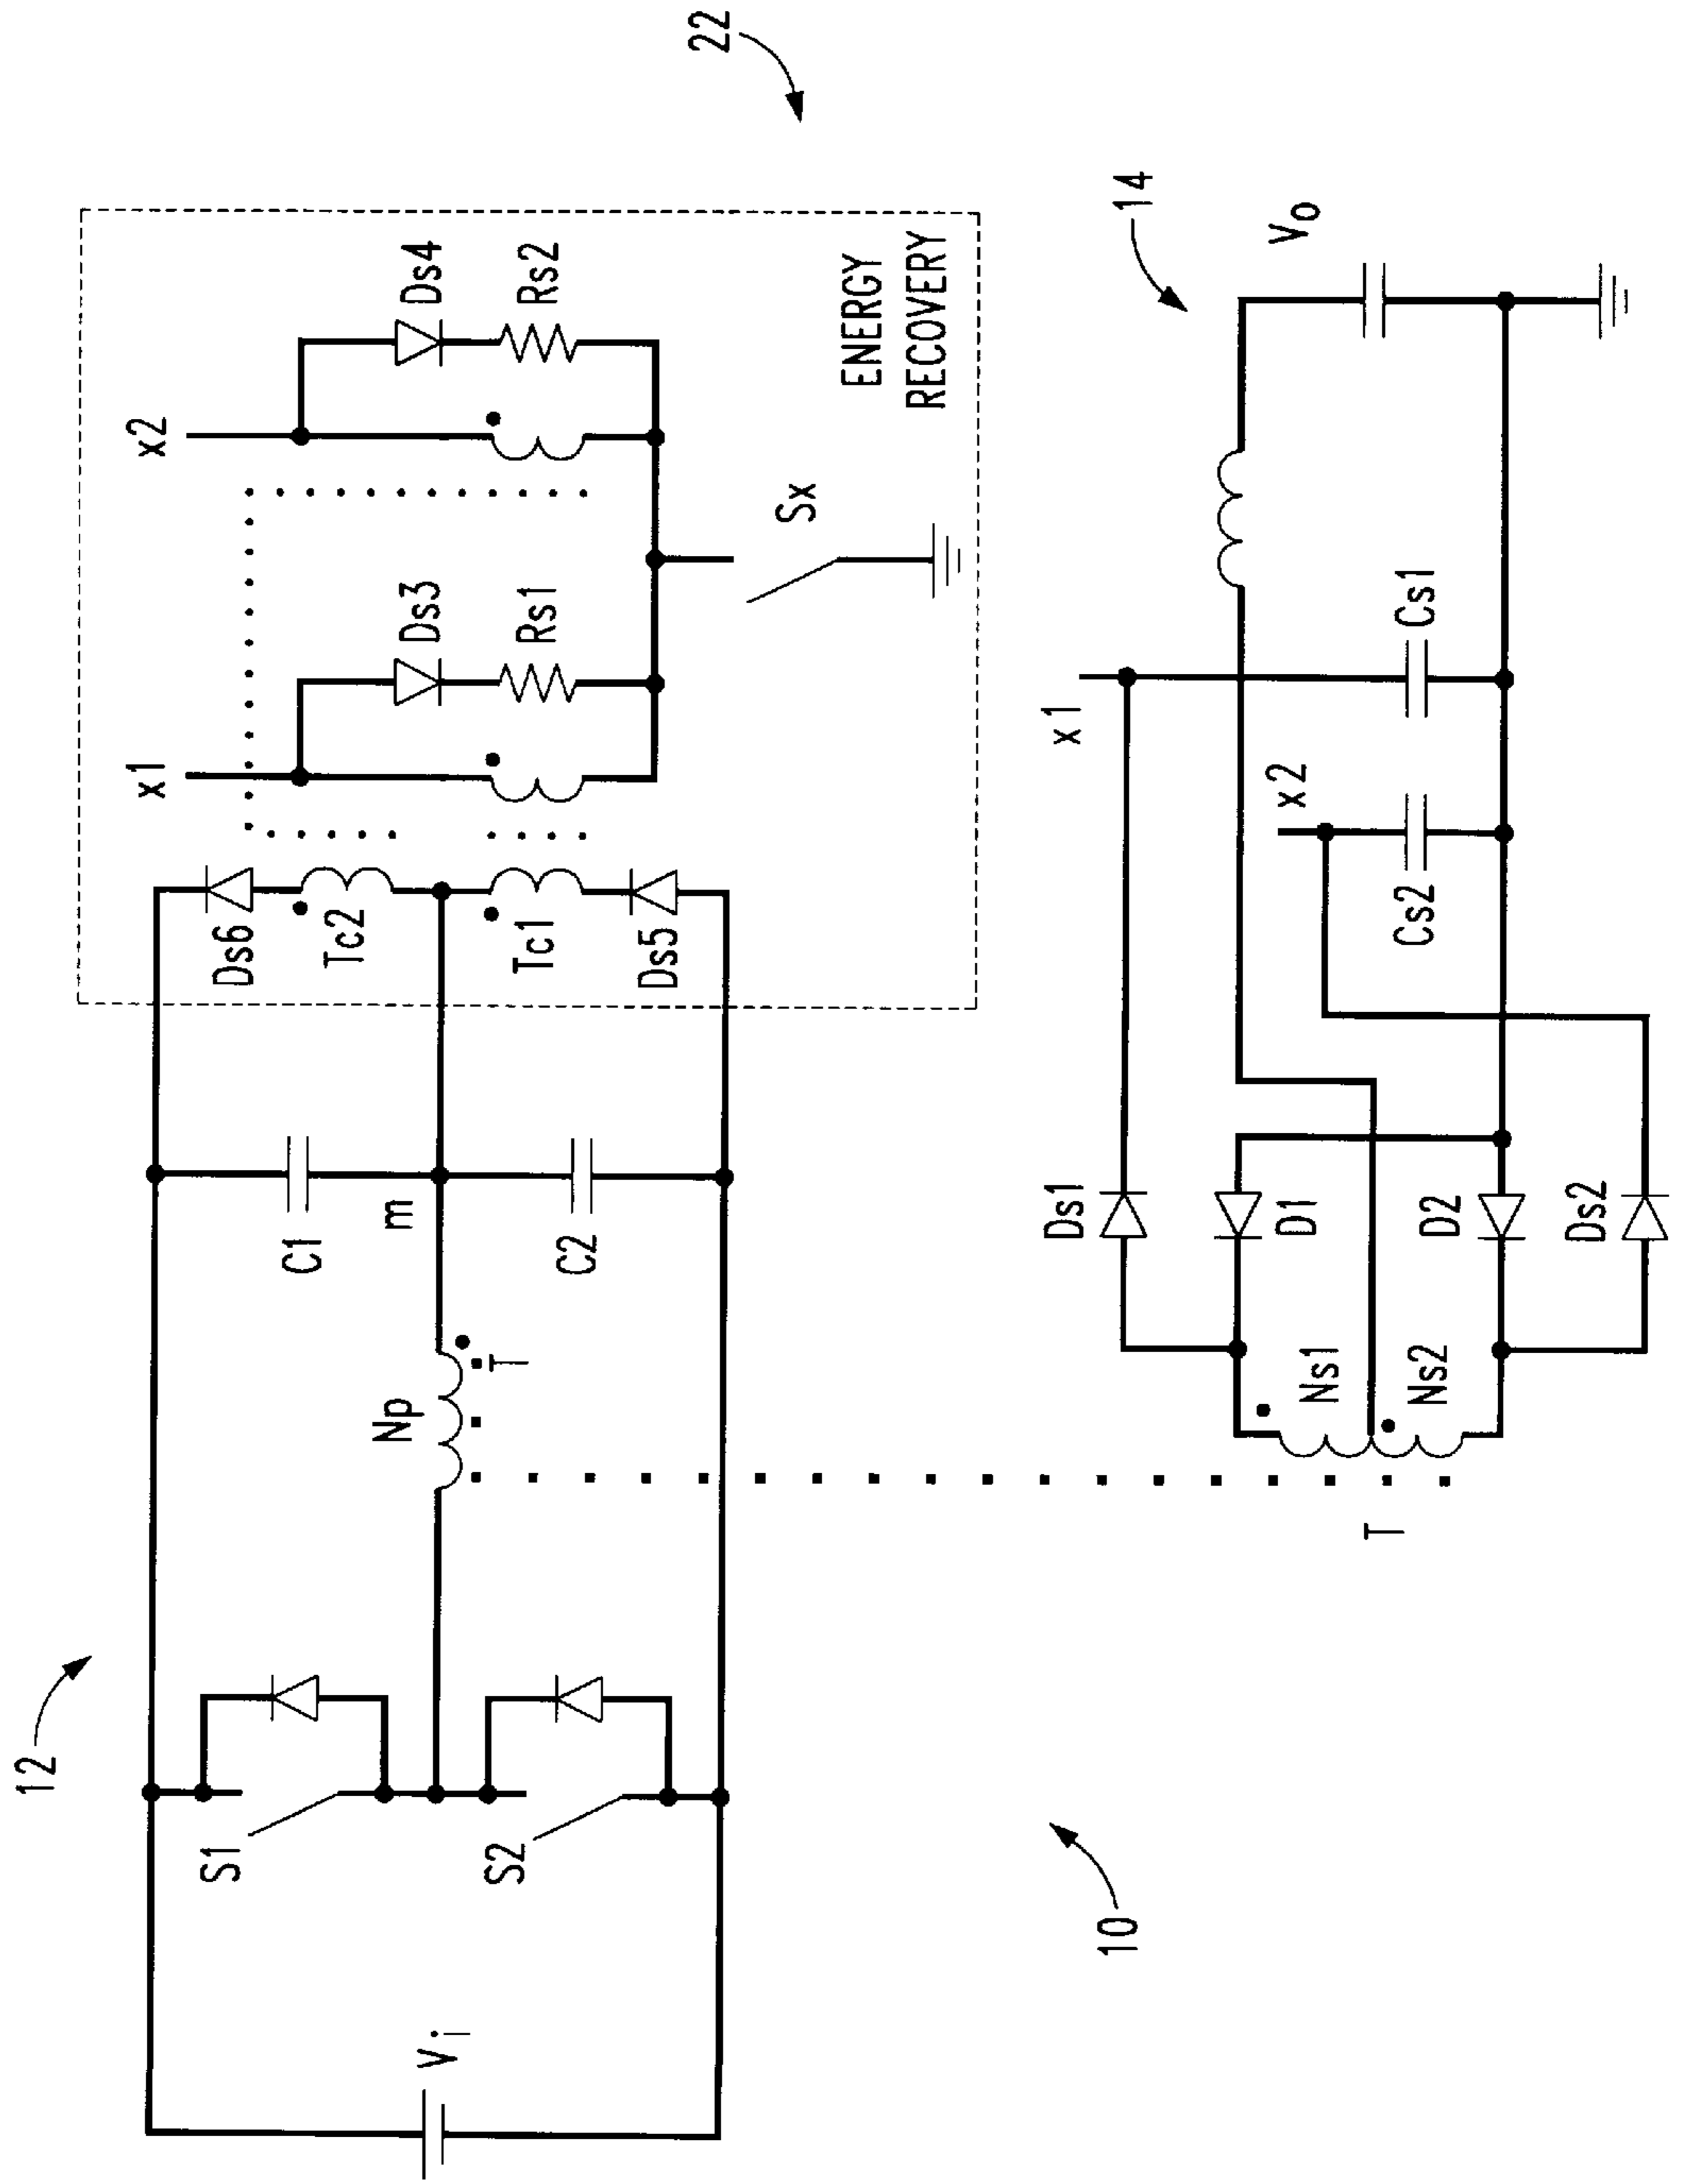 22
x1
x2
Ds6
Tc2
Tc1
Ds5
Ds3
Rs1
Ds4
Rs2
Sx
ENERGY
RECOVERY
12
Vi
S1
S2
Np
T
C1
m
C2
10
14
Ds1
D1
D2
Ds2
Ns1
Ns2
T
x1
x2
Cs1
Cs2
Vo